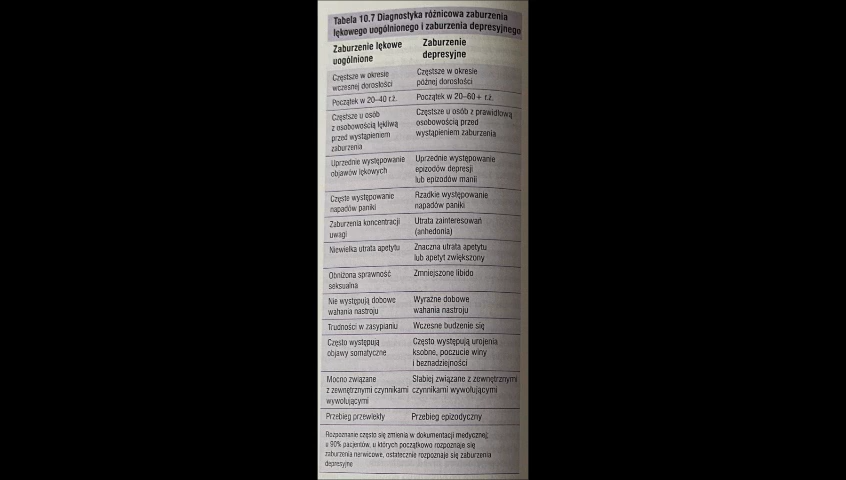 Tabela 10.7 Diagnostyka różnicowa zaburzenia
lękowego uogólnionego i zaburzenia depresyjnego
Zaburzenie lękowe
uogólnione
Zaburzenie
depresyjne
Częstsze w okresie
wczesnej dorosłości
Częstsze w okresie
późnej dorosłości
Początek w 20–40 r.ż.
Początek w 20–60+ r.ż.
Częstsze u osób
z osobowością lękliwą
przed wystąpieniem
zaburzenia
Częstsze u osób z prawidłową
osobowością przed
wystąpieniem zaburzenia
Uprzednie występowanie
objawów lękowych
Uprzednie występowanie
epizodów depresji
lub epizodów manii
Częste występowanie
napadów paniki
Rzadkie występowanie
napadów paniki
Zaburzenia koncentracji
uwagi
Utrata zainteresowań
(anhedonia)
Niewielka utrata apetytu
Znaczna utrata apetytu
lub apetyt zwiększony
Obniżona sprawność
seksualna
Zmniejszone libido
Nie występują dobowe
wahania nastroju
Wyraźne dobowe
wahania nastroju
Trudności w zasypianiu
Wczesne budzenie się
Często występują
objawy somatyczne
Często występują urojenia
ksobne, poczucie winy
i beznadziejności
Mocno związane
z zewnętrznymi czynnikami
wywołującymi
Słabiej związane z zewnętrznymi
czynnikami wywołującymi
Przebieg przewlekły
Przebieg epizodyczny
Rozpoznanie często się zmienia w dokumentacji medycznej;
u 90% pacjentów, u których początkowo rozpoznaje się
zaburzenia nerwicowe, ostatecznie rozpoznaje się zaburzenia
depresyjne